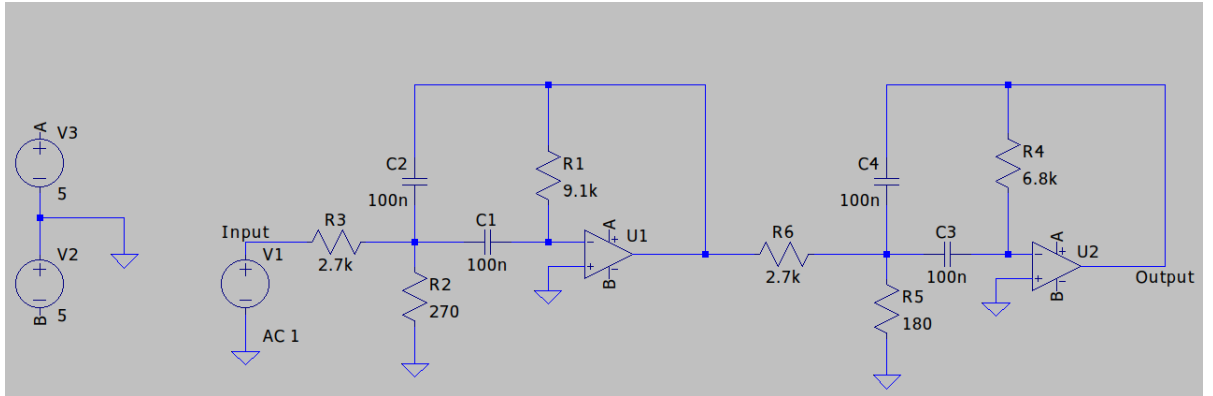 A
V3
5
V2
B
5
Input
V1
AC 1
R3
2.7k
C2
100n
R2
270
C1
100n
R1
9.1k
A
U1
B
R6
2.7k
C4
100n
R5
180
C3
100n
R4
6.8k
A
U2
B
Output